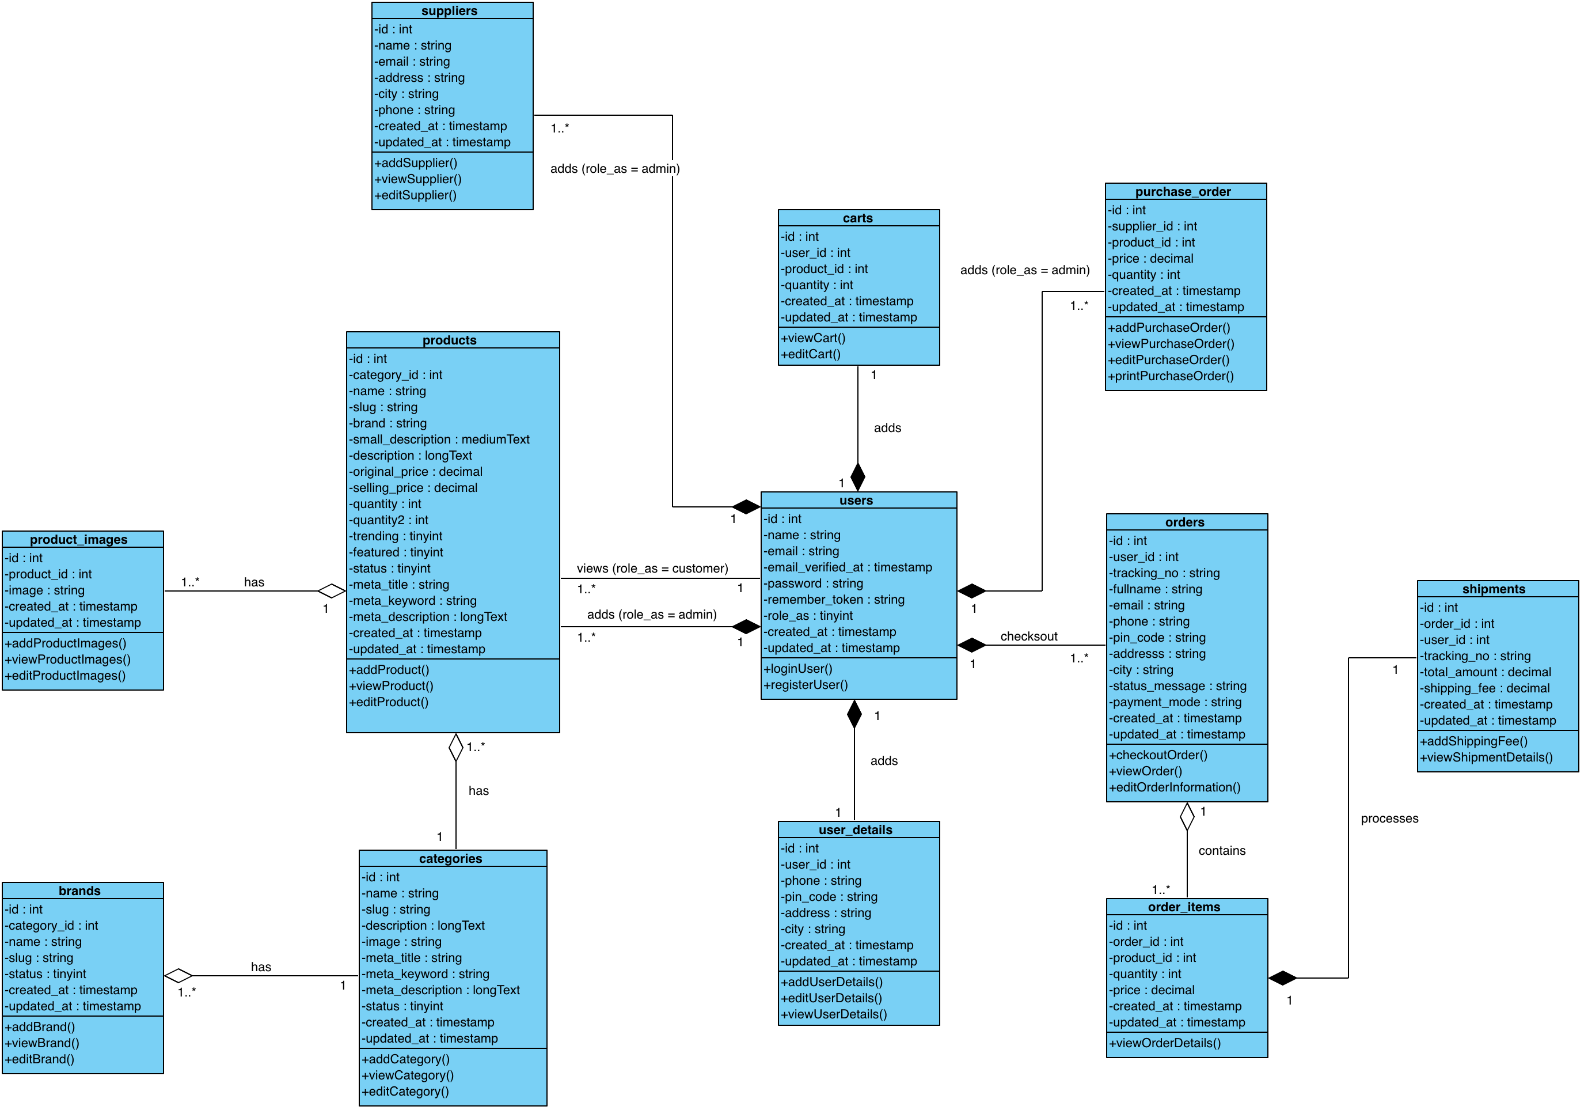 suppliers
-id : int
-name : string
-email : string
-address : string
-city : string
-phone : string
-created_at : timestamp
-updated_at : timestamp
+addSupplier()
+viewSupplier()
+editSupplier()
1..*
adds (role_as = admin)
1
carts
-id : int
-user_id : int
-product_id : int
-quantity : int
-created_at : timestamp
-updated_at : timestamp
+viewCart()
+editCart()
1
adds
1
purchase_order
-id : int
-supplier_id : int
-product_id : int
-price : decimal
-quantity : int
-created_at : timestamp
-updated_at : timestamp
+addPurchaseOrder()
+viewPurchaseOrder()
+editPurchaseOrder()
+printPurchaseOrder()
adds (role_as = admin)
1..*
1
products
-id : int
-category_id : int
-name : string
-slug : string
-brand : string
-small_description : mediumText
-description : longText
-original_price : decimal
-selling_price : decimal
-quantity : int
-quantity2 : int
-trending : tinyint
-featured : tinyint
-status : tinyint
-meta_title : string
-meta_keyword : string
-meta_description : longText
-created_at : timestamp
-updated_at : timestamp
+addProduct()
+viewProduct()
+editProduct()
product_images
-id : int
-product_id : int
-image : string
-created_at : timestamp
-updated_at : timestamp
+addProductImages()
+viewProductImages()
+editProductImages()
1..*
has
1
views (role_as = customer)
1..*
1
adds (role_as = admin)
1..*
1
users
-id : int
-name : string
-email : string
-email_verified_at : timestamp
-password : string
-remember_token : string
-role_as : tinyint
-created_at : timestamp
-updated_at : timestamp
+loginUser()
+registerUser()
checksout
1
1..*
orders
-id : int
-user_id : int
-tracking_no : string
-fullname : string
-email : string
-phone : string
-pin_code : string
-addresss : string
-city : string
-status_message : string
-payment_mode : string
-created_at : timestamp
-updated_at : timestamp
+checkoutOrder()
+viewOrder()
+editOrderInformation()
shipments
-id : int
-order_id : int
-user_id : int
-tracking_no : string
-total_amount : decimal
-shipping_fee : decimal
-created_at : timestamp
-updated_at : timestamp
+addShippingFee()
+viewShipmentDetails()
1
processes
1
1
contains
1..*
order_items
-id : int
-order_id : int
-product_id : int
-quantity : int
-price : decimal
-created_at : timestamp
-updated_at : timestamp
+viewOrderDetails()
1
adds
1
user_details
-id : int
-user_id : int
-phone : string
-pin_code : string
-address : string
-city : string
-created_at : timestamp
-updated_at : timestamp
+addUserDetails()
+editUserDetails()
+viewUserDetails()
1..*
has
1
categories
-id : int
-name : string
-slug : string
-description : longText
-image : string
-meta_title : string
-meta_keyword : string
-meta_description : longText
-status : tinyint
-created_at : timestamp
-updated_at : timestamp
+addCategory()
+viewCategory()
+editCategory()
brands
-id : int
-category_id : int
-name : string
-slug : string
-status : tinyint
-created_at : timestamp
-updated_at : timestamp
+addBrand()
+viewBrand()
+editBrand()
has
1..*
1